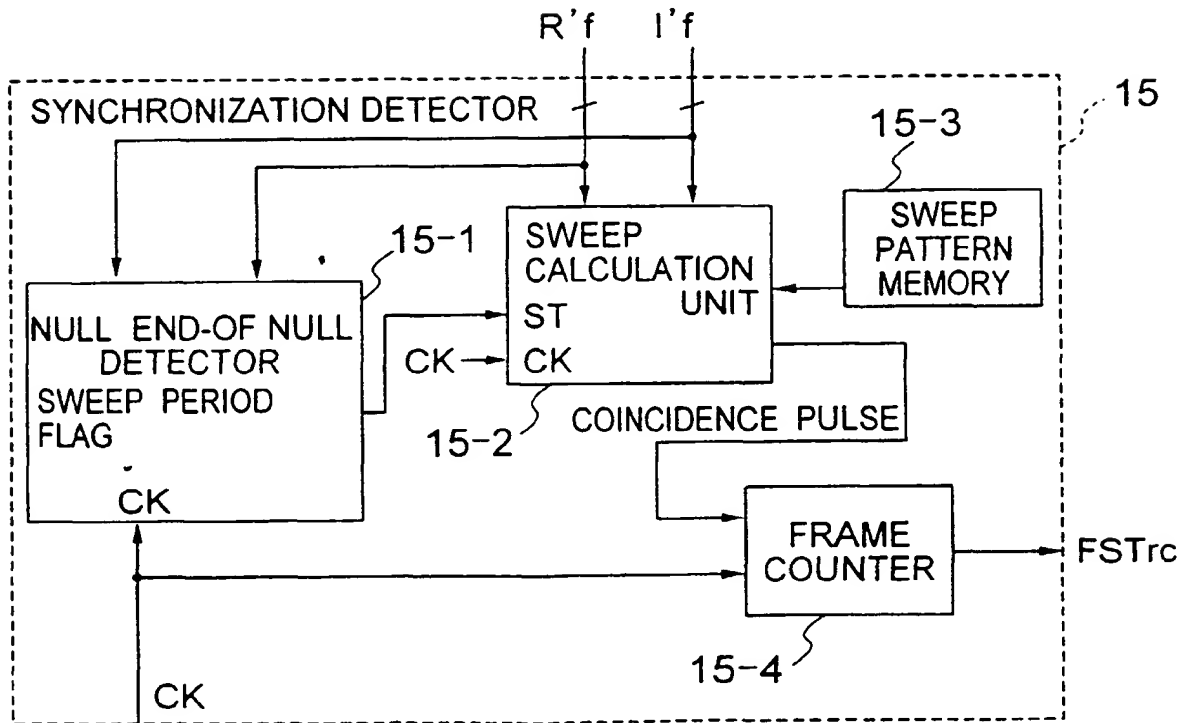 R'f I'f
SYNCHRONIZATION DETECTOR
15
15-3
SWEEP
PATTERN
MEMORY
15-1
SWEEP
CALCULATION
UNIT
ST
CK
CK
15-2
NULL END-OF NULL
DETECTOR
SWEEP PERIOD
FLAG
CK
COINCIDENCE PULSE
FRAME
COUNTER
FSTrc
15-4
CK